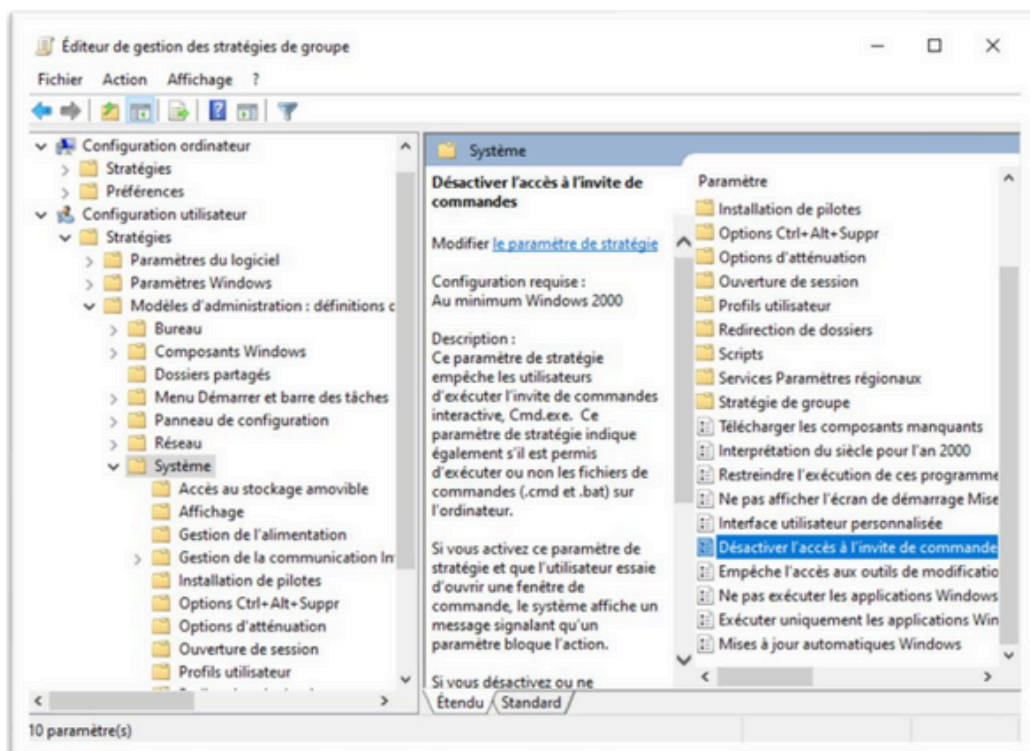 Éditeur de gestion des stratégies de groupe
Fichier Action Affichage ?
Configuration ordinateur
Stratégies
Préférences
Configuration utilisateur
Stratégies
Paramètres du logiciel
Paramètres Windows
Modèles d'administration : définitions c
Bureau
Composants Windows
Dossiers partagés
Menu Démarrer et barre des tâches
Panneau de configuration
Réseau
Système
Accès au stockage amovible
Affichage
Gestion de l'alimentation
Gestion de la communication In
Installation de pilotes
Options Ctrl+Alt+Suppr
Options d'atténuation
Ouverture de session
Profils utilisateur
Système
Désactiver l'accès à l'invite de
commandes
Modifier le paramètre de stratégie
Configuration requise :
Au minimum Windows 2000
Description :
Ce paramètre de stratégie
empêche les utilisateurs
d'exécuter l'invite de commandes
interactive, Cmd.exe. Ce
paramètre de stratégie indique
également s'il est permis
d'exécuter ou non les fichiers de
commandes (.cmd et .bat) sur
l'ordinateur.
Si vous activez ce paramètre de
stratégie et que l'utilisateur essaie
d'ouvrir une fenêtre de
commande, le système affiche un
message signalant qu'un
paramètre bloque l'action.
Si vous désactivez ou ne
Paramètre
Installation de pilotes
Options Ctrl+Alt+Suppr
Options d'atténuation
Ouverture de session
Profils utilisateur
Redirection de dossiers
Scripts
Services Paramètres régionaux
Stratégie de groupe
Télécharger les composants manquants
Interprétation du siècle pour l'an 2000
Restreindre l'exécution de ces programme
Ne pas afficher l'écran de démarrage Mise
Interface utilisateur personnalisée
Désactiver l'accès à l'invite de commande
Empêche l'accès aux outils de modificatio
Ne pas exécuter les applications Windows
Exécuter uniquement les applications Win
Mises à jour automatiques Windows
Étendu Standard
10 paramètre(s)